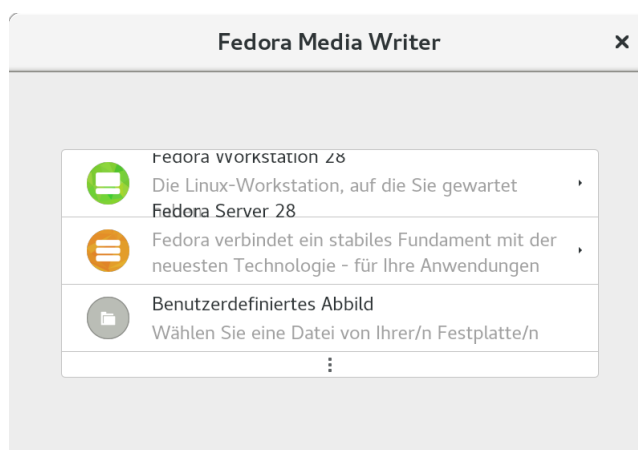 Fedora Media Writer
Fedora Workstation 28
Die Linux-Workstation, auf die Sie gewartet
Fedora Server 28
Fedora verbindet ein stabiles Fundament mit der
neuesten Technologie - für Ihre Anwendungen
Benutzerdefiniertes Abbild
Wählen Sie eine Datei von Ihrer/n Festplatte/n